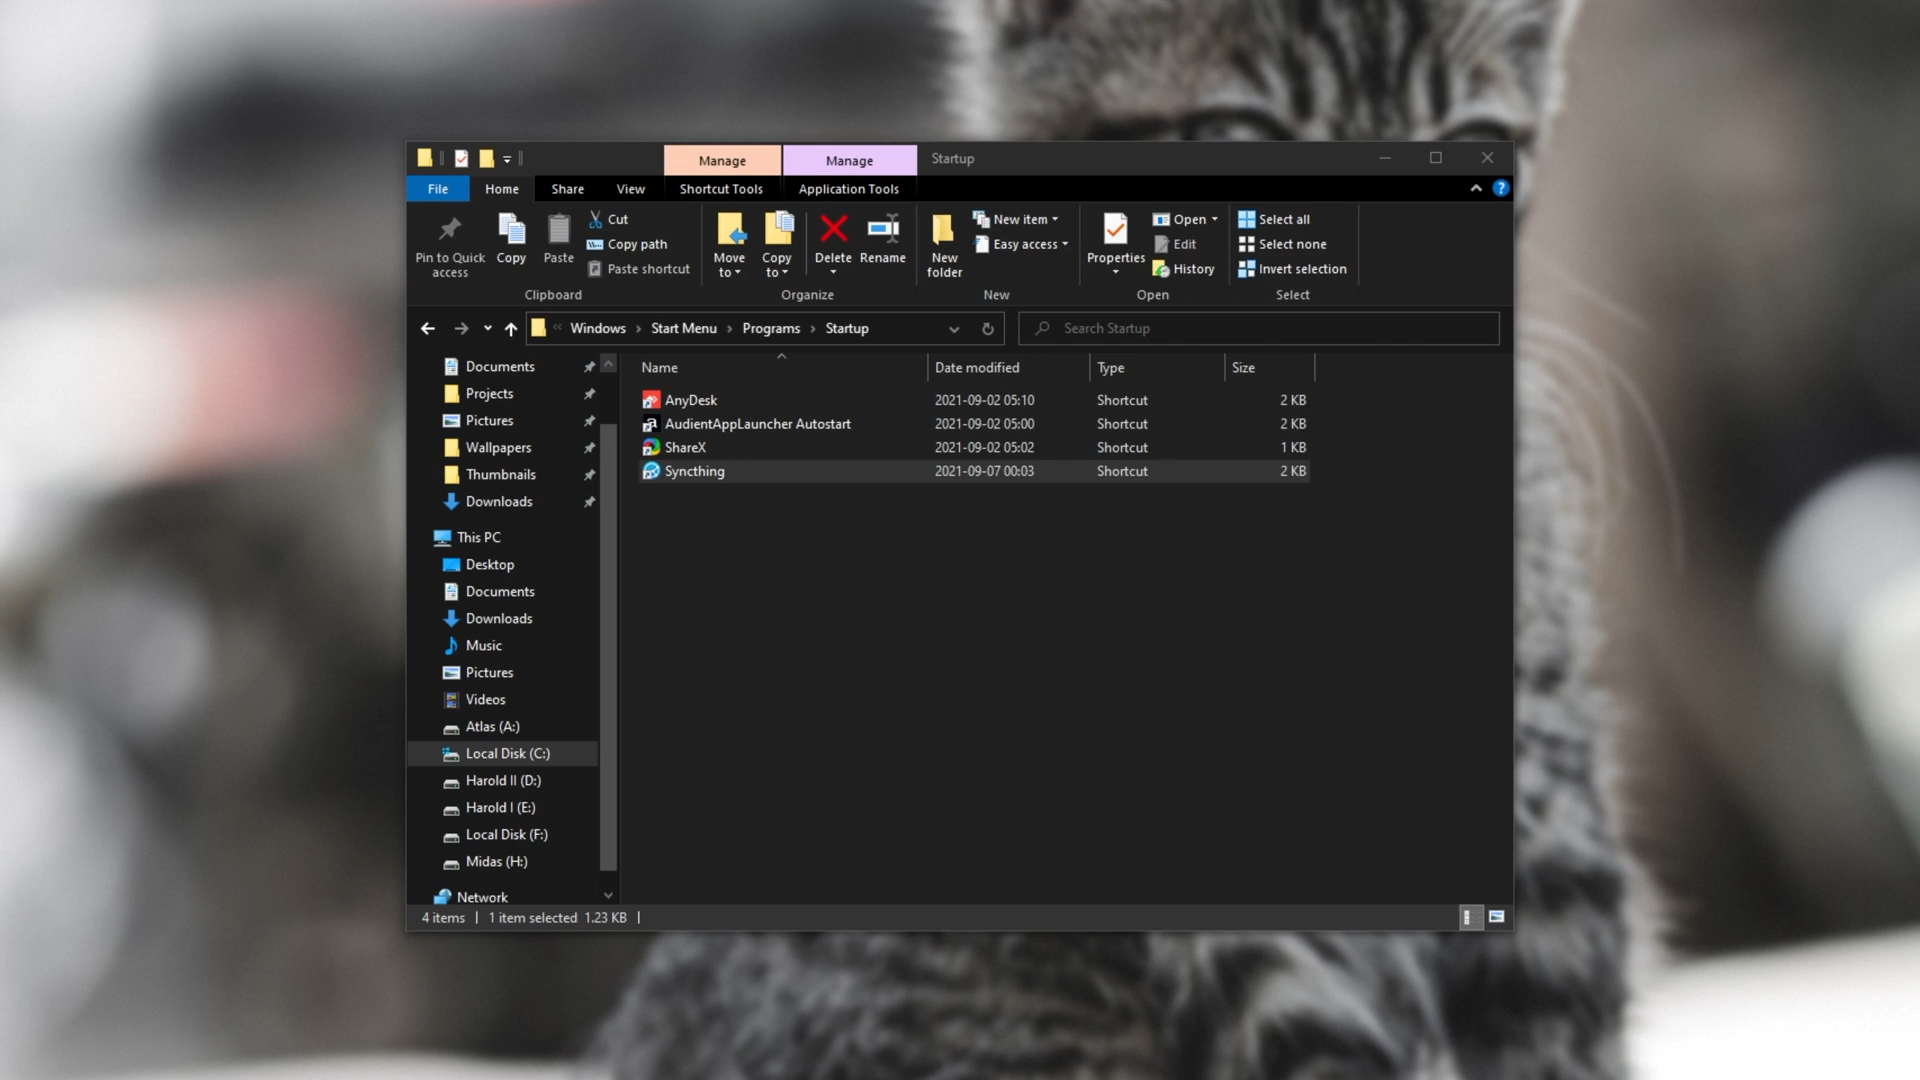 Manage
Manage
Startup
File
Home
Share
View
Shortcut Tools
Application Tools
Pin to Quick access
Copy
Paste
Cut
Copy path
Paste shortcut
Clipboard
Move to
Copy to
Delete
Rename
Organize
New folder
New item
Easy access
New
Properties
Open
Edit
History
Open
Select all
Select none
Invert selection
Select
« Windows › Start Menu › Programs › Startup
Search Startup
Documents
Projects
Pictures
Wallpapers
Thumbnails
Downloads
This PC
Desktop
Documents
Downloads
Music
Pictures
Videos
Atlas (A:)
Local Disk (C:)
Harold II (D:)
Harold I (E:)
Local Disk (F:)
Midas (H:)
Network
Name Date modified Type Size
AnyDesk 2021-09-02 05:10 Shortcut 2 KB
AudientAppLauncher Autostart 2021-09-02 05:00 Shortcut 2 KB
ShareX 2021-09-02 05:02 Shortcut 1 KB
Syncthing 2021-09-07 00:03 Shortcut 2 KB
4 items | 1 item selected 1.23 KB |